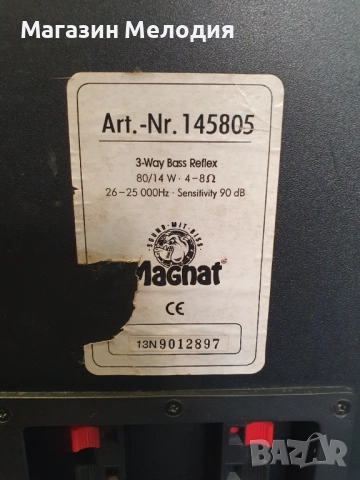 Магазин Мелодия
Art.-Nr. 145805
3-Way Bass Reflex
80/14 W · 4-8Ω
26-25 000Hz · Sensitivity 90 dB
SOUND·MIT·BISS
Magnat
CE
13N9012897
BAZAR